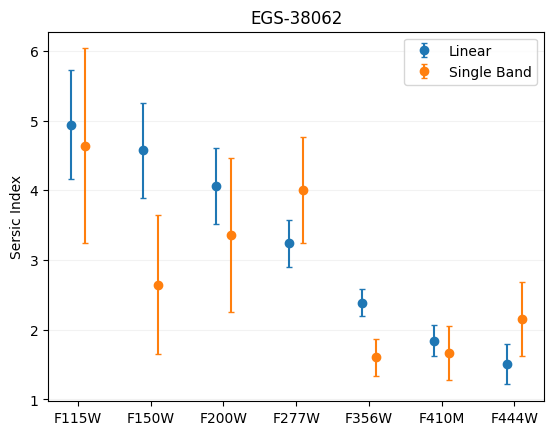 EGS-38062
Linear
Single Band
Sersic Index
6
5
4
3
2
1
F115W F150W F200W F277W F356W F410M F444W